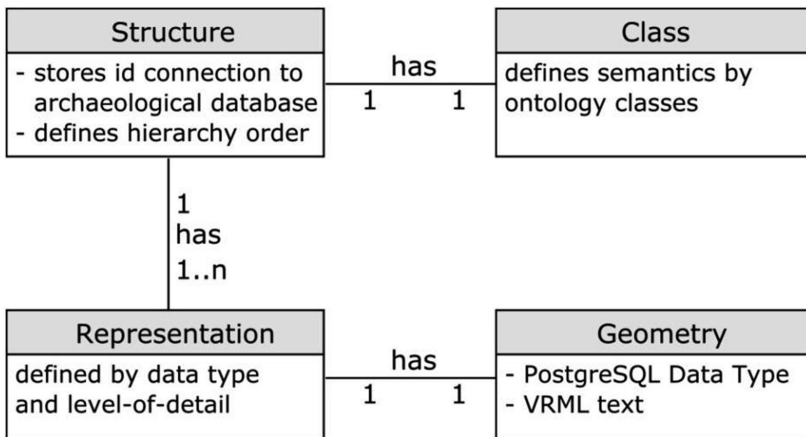 Structure
- stores id connection to
archaeological database
- defines hierarchy order
has
1 1
Class
defines semantics by
ontology classes
1
has
1..n
Representation
defined by data type
and level-of-detail
has
1 1
Geometry
- PostgreSQL Data Type
- VRML text